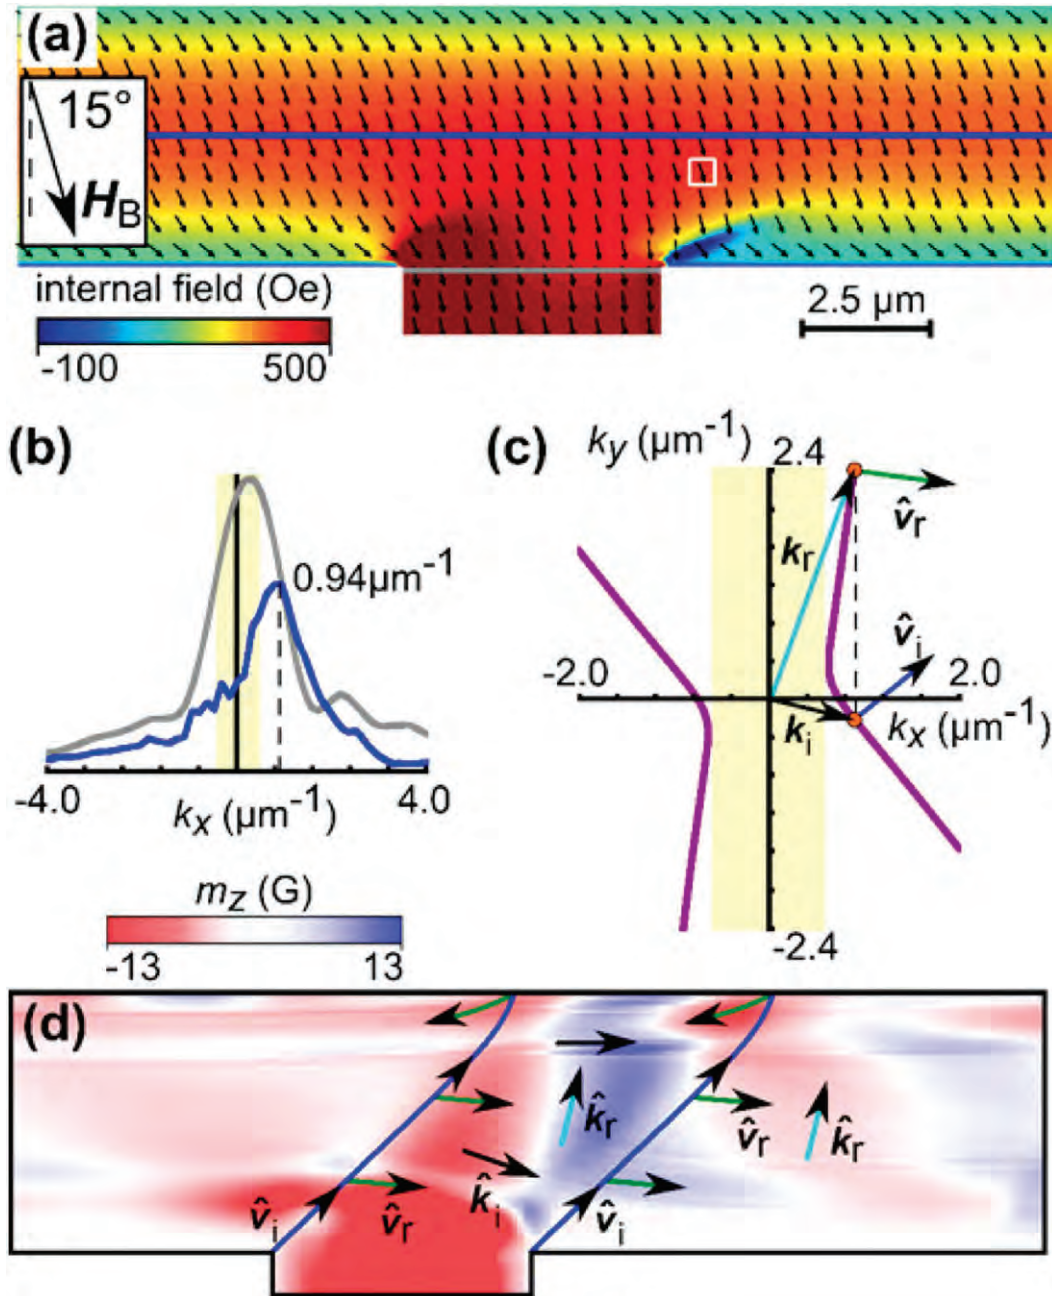 (a)
15°
H_B
internal field (Oe)
-100 500
2.5 μm
(b)
0.94μm⁻¹
-4.0 4.0
k_x (μm⁻¹)
(c)
k_y (μm⁻¹) 2.4
v̂_r
k_r
v̂_i
-2.0 2.0
k_i
k_x (μm⁻¹)
-2.4
m_z (G)
-13 13
(d)
k̂_r
v̂_r
k̂_r
k̂_i
v̂_i
v̂_r
v̂_i